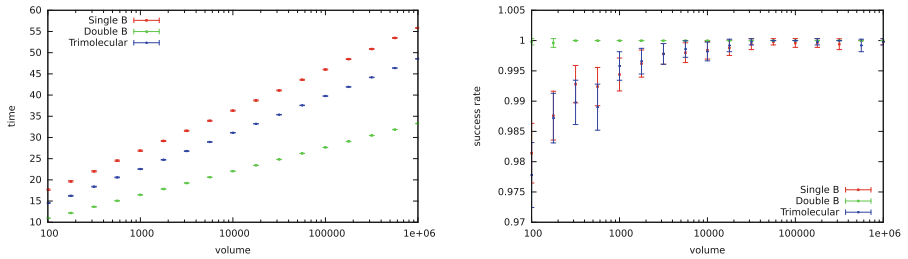 60
55
50
45
40
35
30
25
20
15
10
time
100 1000 10000 100000 1e+06
volume
Single B
Double B
Trimolecular
1.005
1
0.995
0.99
0.985
0.98
0.975
0.97
success rate
100 1000 10000 100000 1e+06
volume
Single B
Double B
Trimolecular